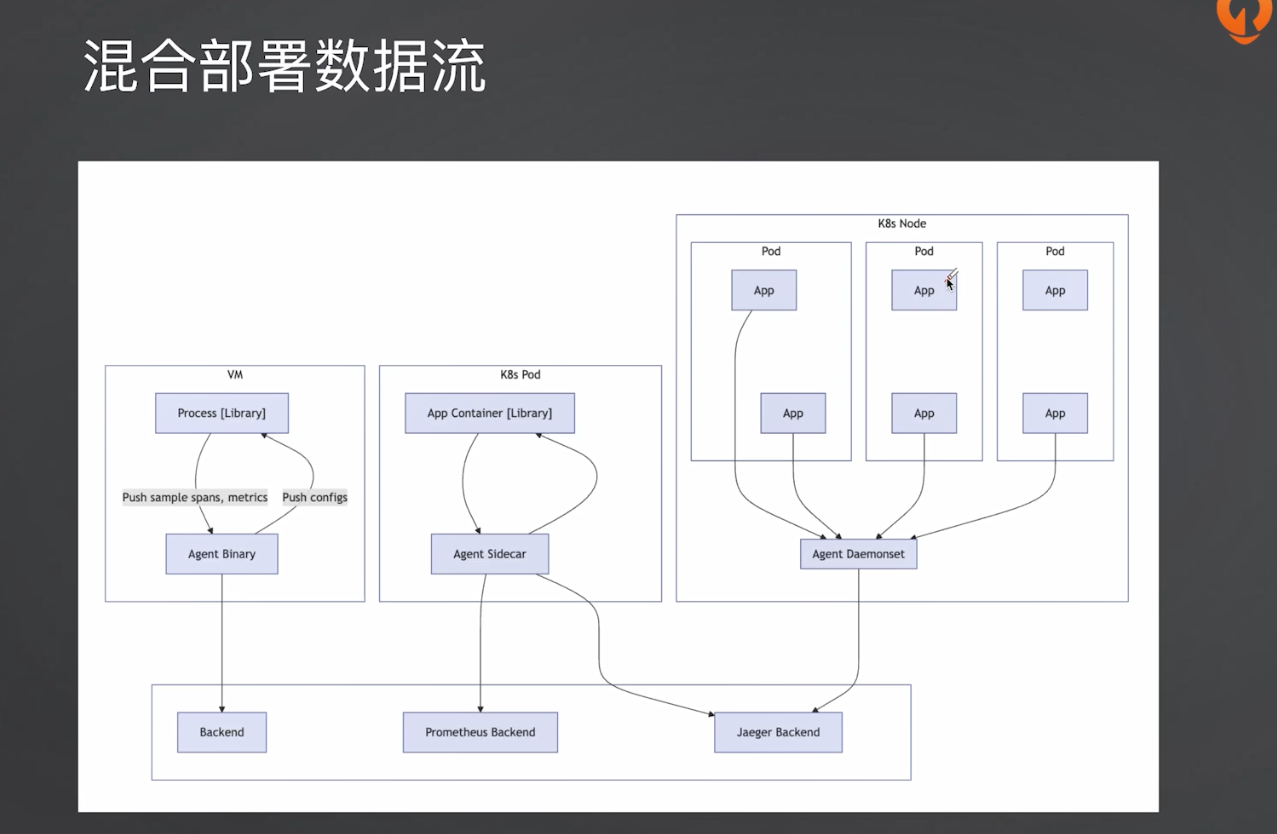 混合部署数据流
K8s Node
Pod
Pod
Pod
App
App
App
VM
K8s Pod
Process [Library]
App Container [Library]
App
App
App
Push sample spans, metrics
Push configs
Agent Binary
Agent Sidecar
Agent Daemonset
Backend
Prometheus Backend
Jaeger Backend